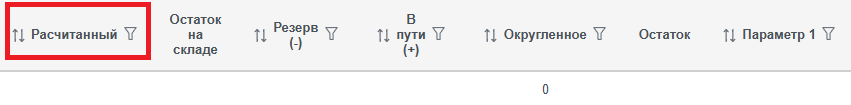 Расчитанный
Остаток
на
складе
Резерв
(-)
В
пути
(+)
Округленное
Остаток
Параметр 1
0